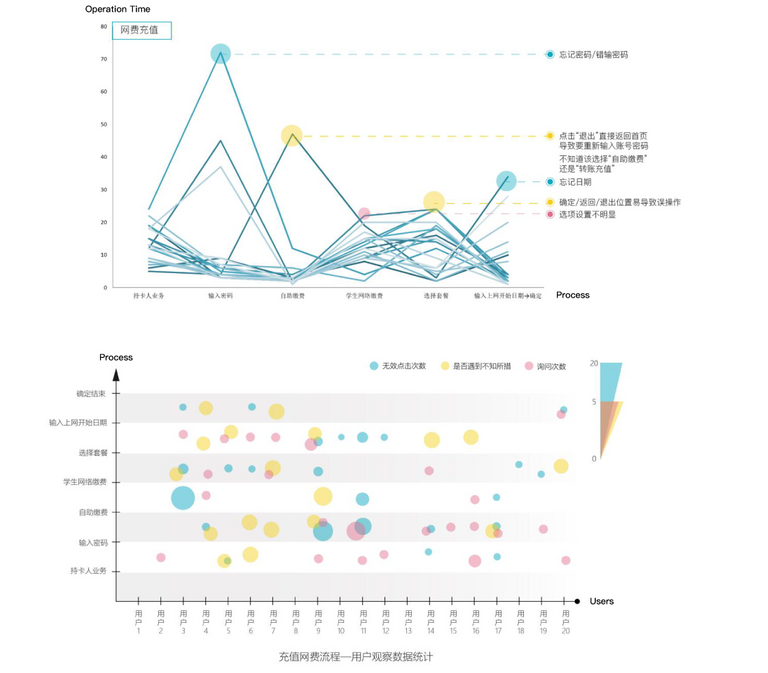 Operation Time
80
网费充值
70
忘记密码/错输密码
60
50
点击“退出”直接返回首页
导致要重新输入账号密码
40
不知道该选择“自助缴费”
还是“转账充值”
30
忘记日期
确定/返回/退出位置易导致误操作
20
选项设置不明显
10
0
持卡人业务 输入密码 自助缴费 学生网络缴费 选择套餐 输入上网开始日期→确定
Process
Process
无效点击次数 是否遇到不知所措 询问次数
20
5
0
确定结束
输入上网开始日期
选择套餐
学生网络缴费
自助缴费
输入密码
持卡人业务
Users
用户1 用户2 用户3 用户4 用户5 用户6 用户7 用户8 用户9 用户10 用户11 用户12 用户13 用户14 用户15 用户16 用户17 用户18 用户19 用户20
充值网费流程—用户观察数据统计